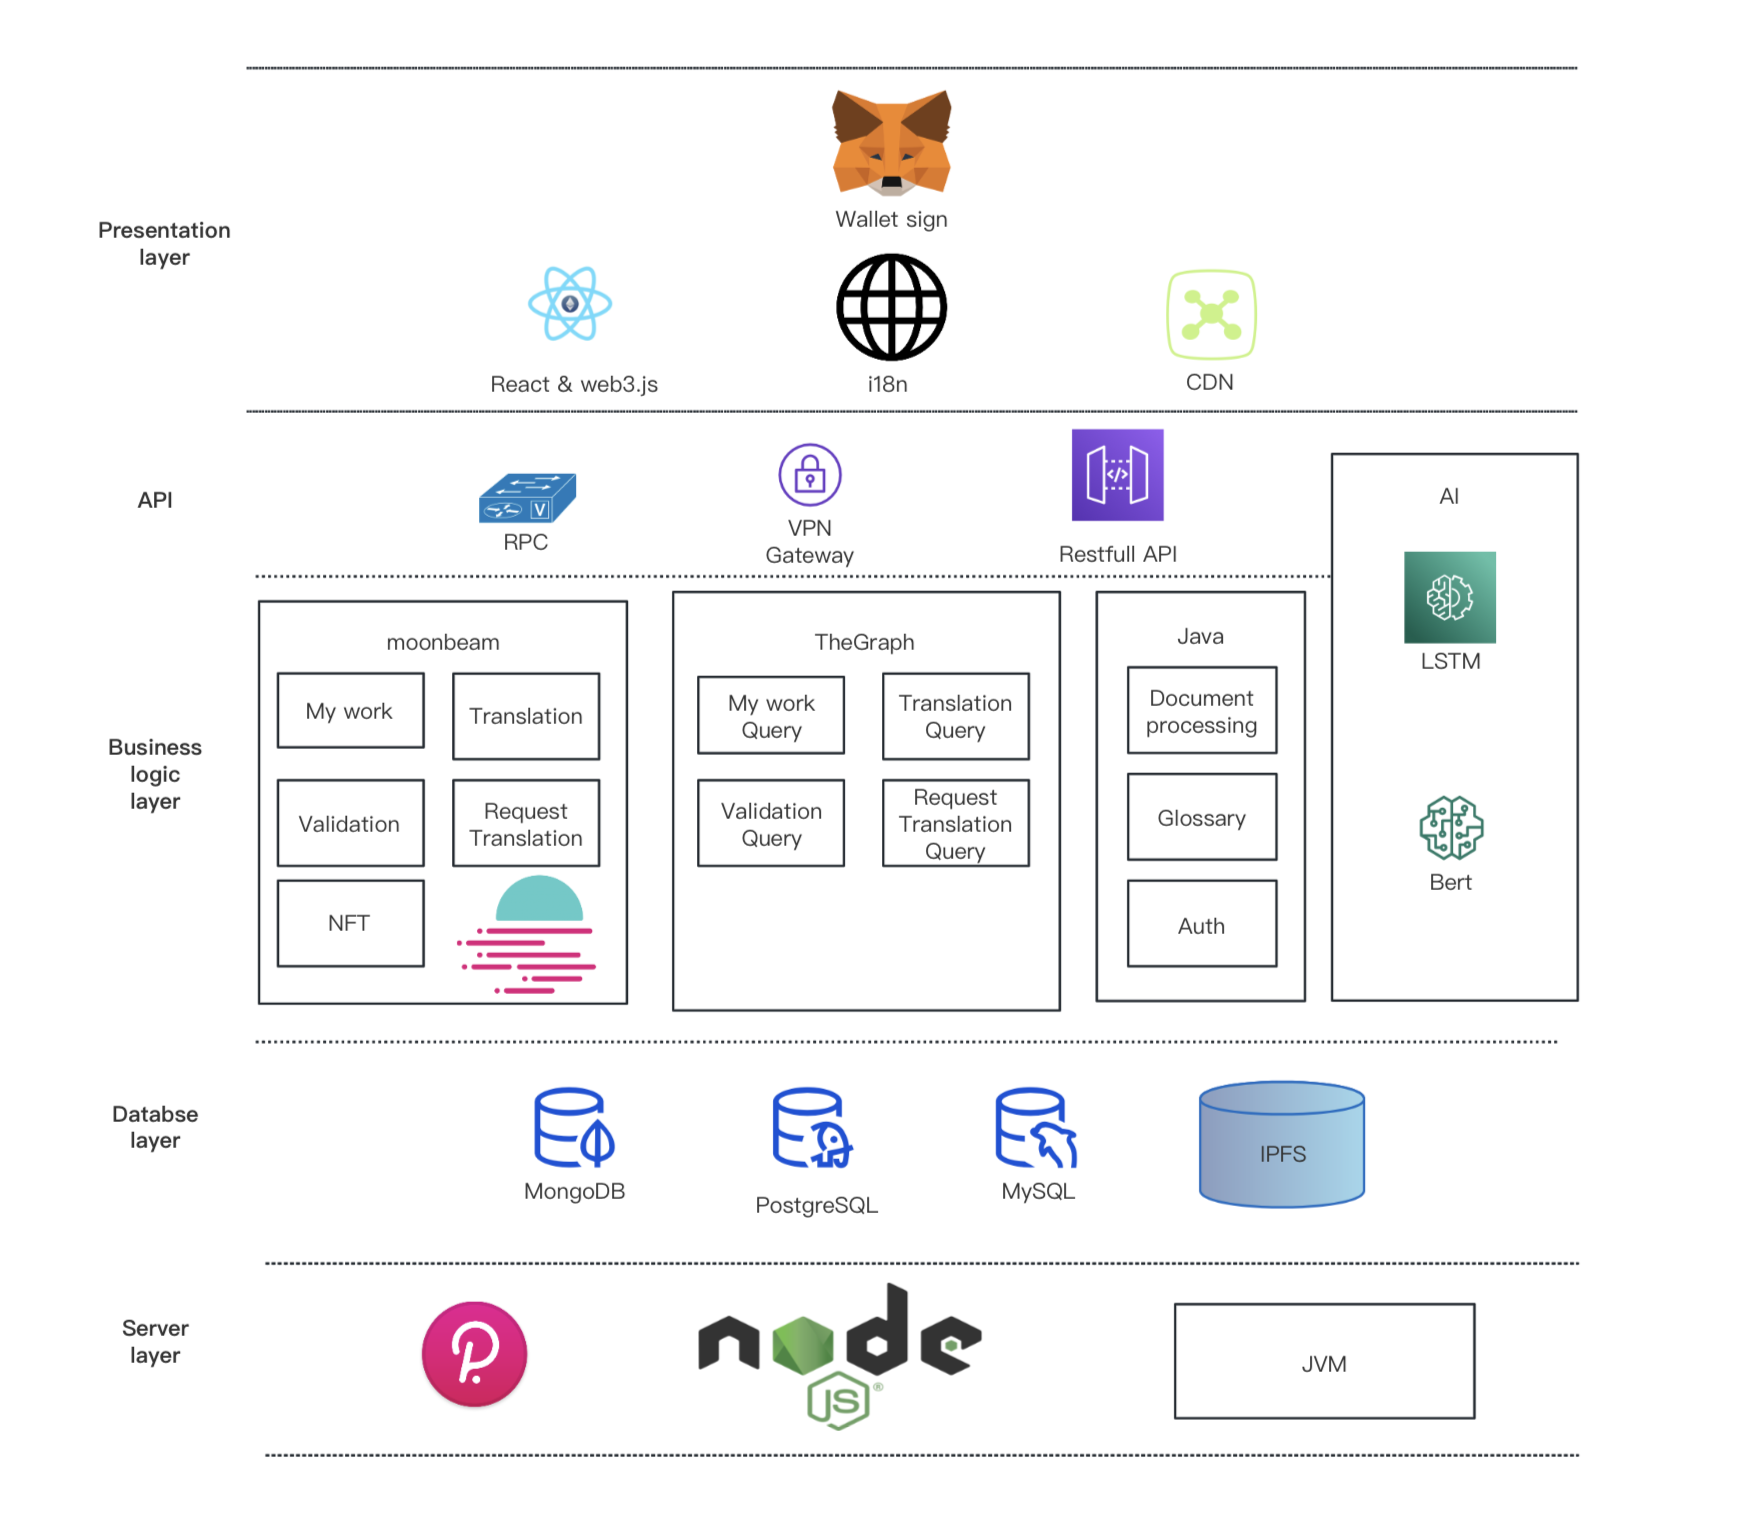 Wallet sign
Presentation
layer
React & web3.js
i18n
CDN
API
RPC
V
VPN
Gateway
</>
Restfull API
AI
LSTM
Bert
Business
logic
layer
moonbeam
My work
Translation
Validation
Request
Translation
NFT
TheGraph
My work
Query
Translation
Query
Validation
Query
Request
Translation
Query
Java
Document
processing
Glossary
Auth
Databse
layer
MongoDB
PostgreSQL
MySQL
IPFS
Server
layer
P
node
JS®
JVM